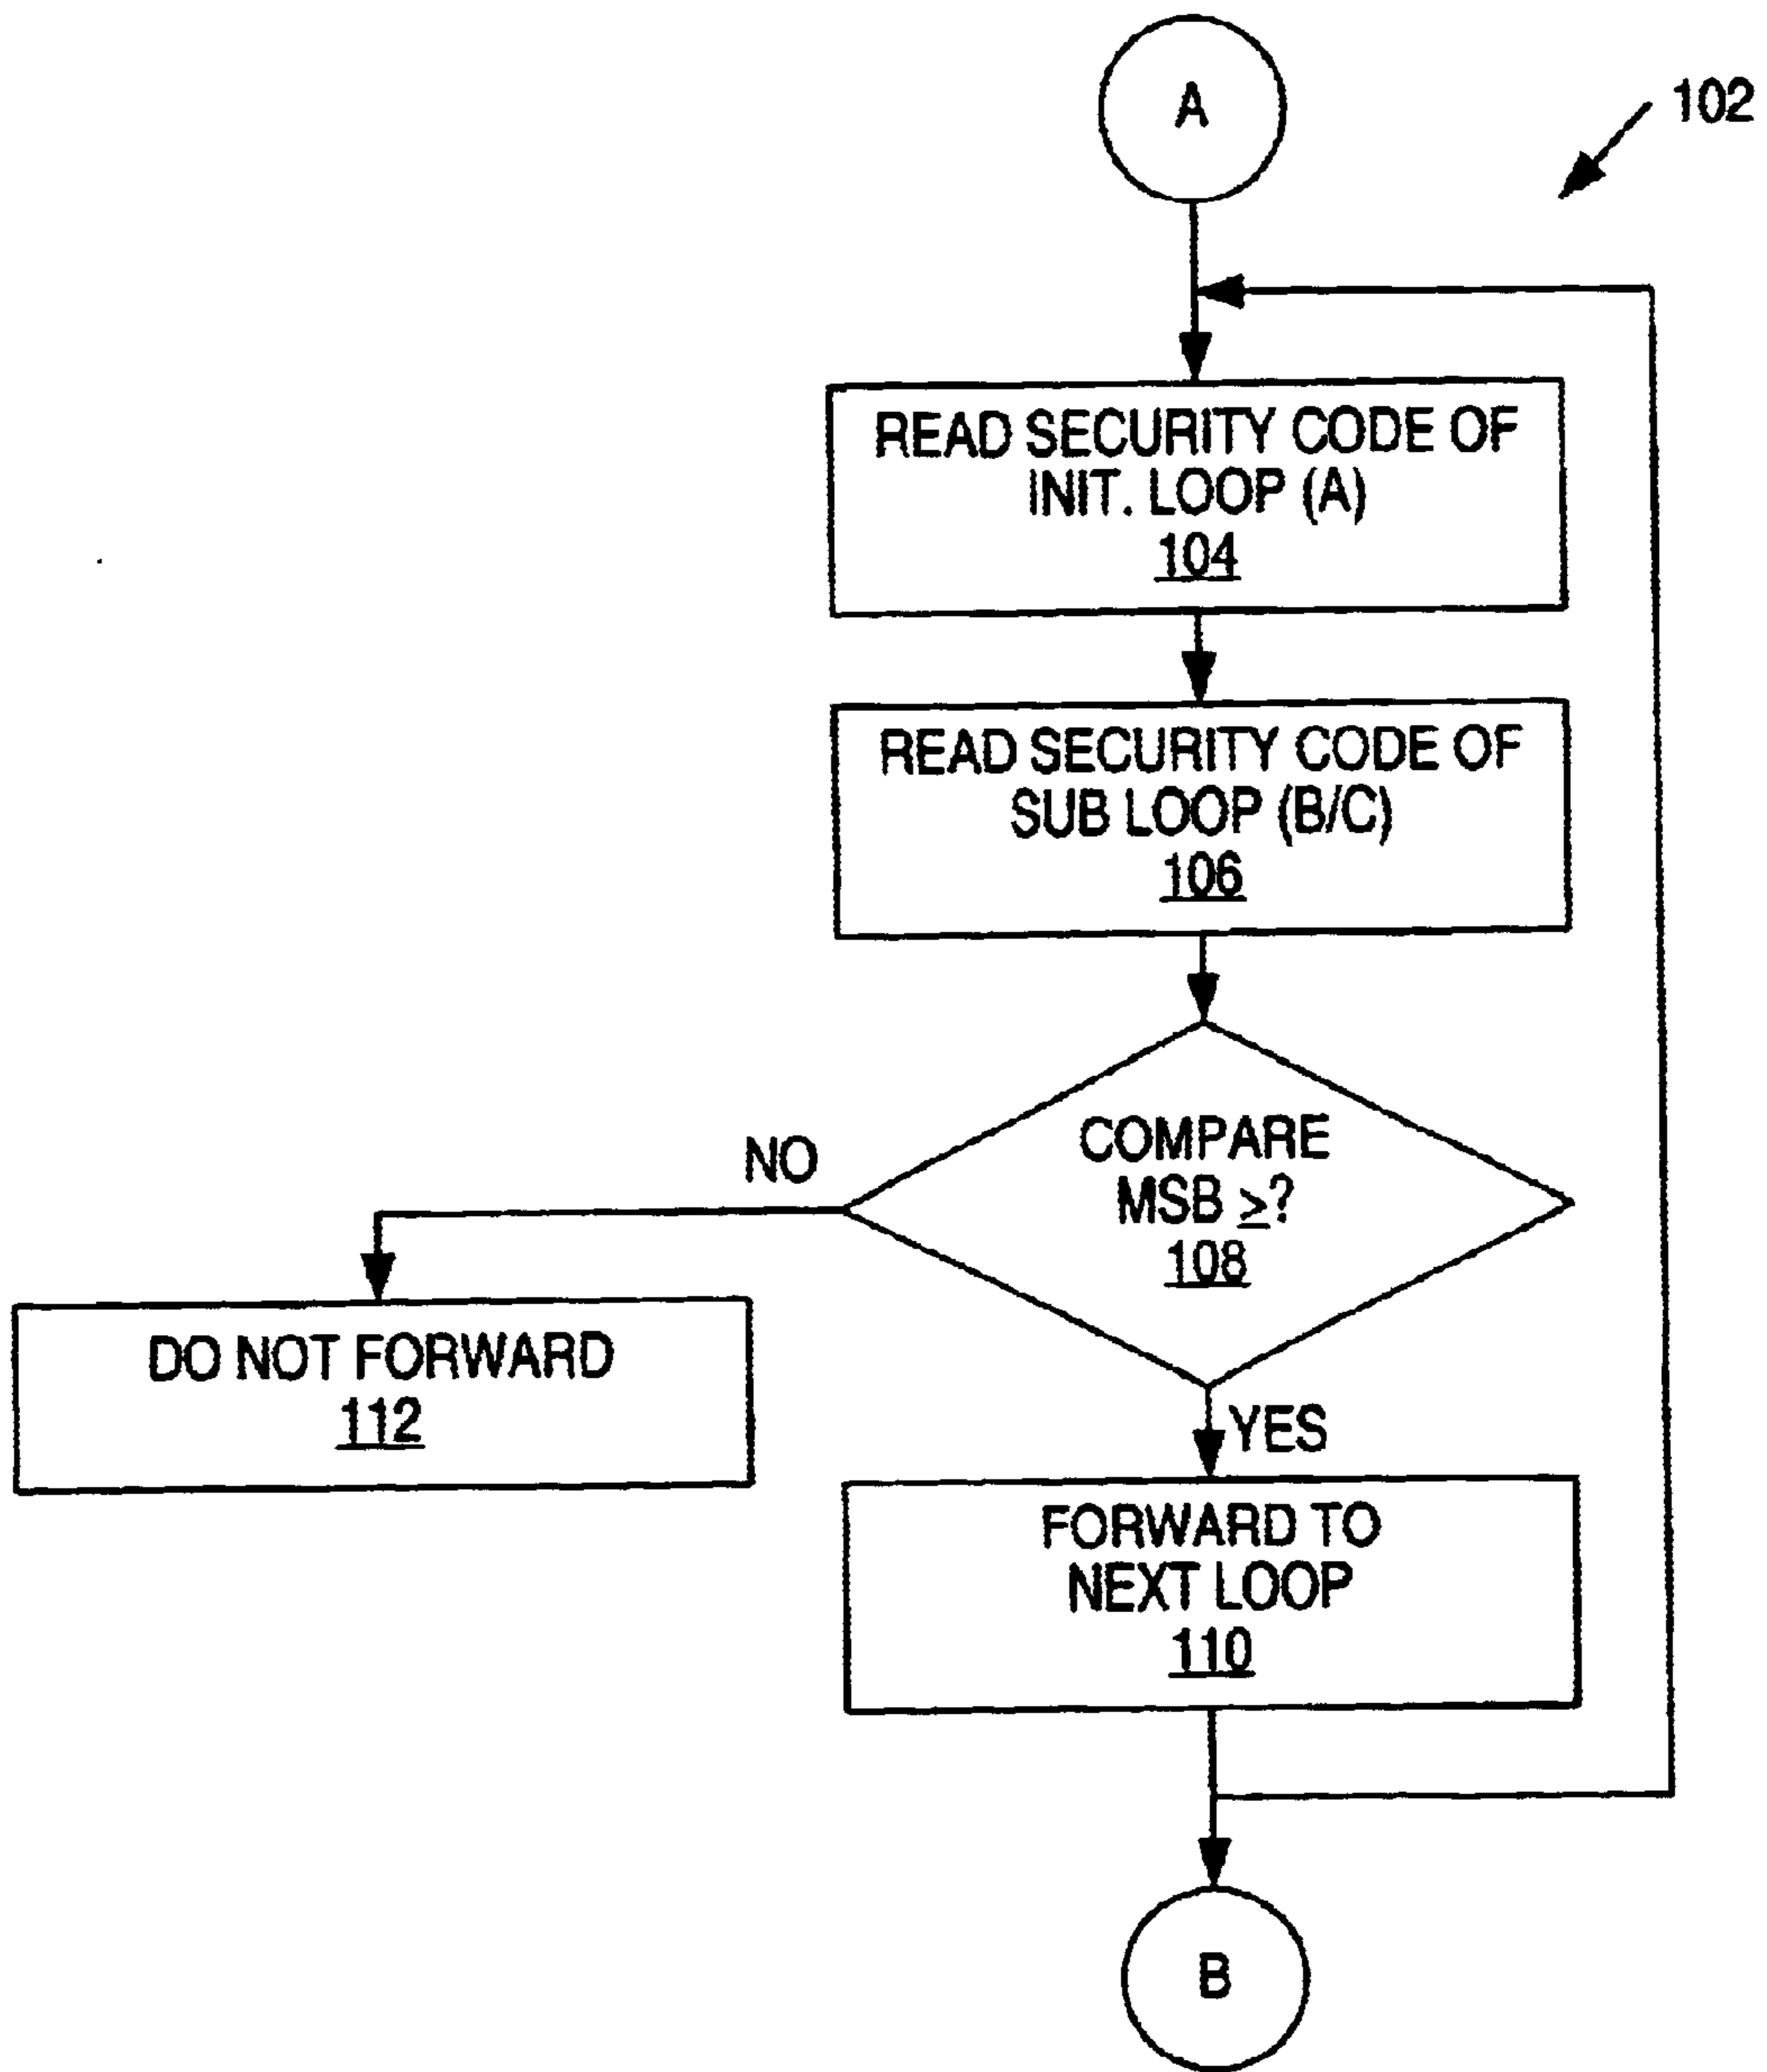 A
102
READ SECURITY CODE OF
INIT. LOOP (A)
104
READ SECURITY CODE OF
SUB LOOP (B/C)
106
COMPARE
MSB ≥?
108
NO
DO NOT FORWARD
112
YES
FORWARD TO
NEXT LOOP
110
B